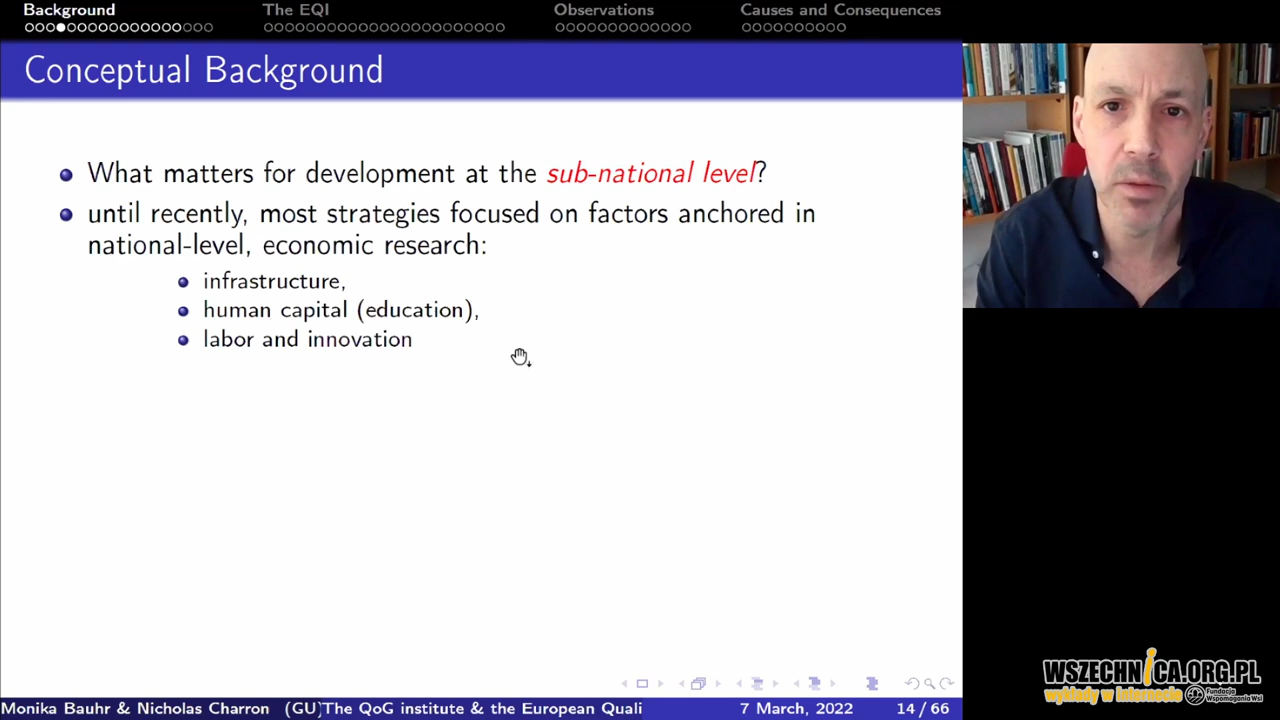 Background
The EQI
Observations
Causes and Consequences
Conceptual Background
What matters for development at the sub-national level?
until recently, most strategies focused on factors anchored in
national-level, economic research:
infrastructure,
human capital (education),
labor and innovation
WSZECHNICA.ORG.PL
wykłady w internecie
Fundacja
Wspomagania Wsi
Monika Bauhr & Nicholas Charron (GU)
The QoG institute & the European Quali
7 March, 2022
14 / 66